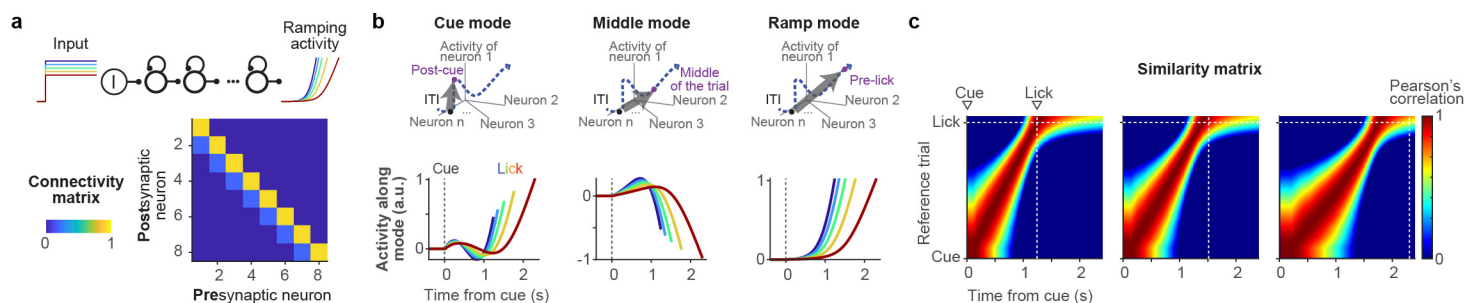 a
Input
Ramping
activity
I
...
Connectivity
matrix
0
1
Postsynaptic
neuron
2
4
6
8
2
4
6
8
Presynaptic neuron
b
Cue mode
Activity of
neuron 1
Post-cue
ITI
...
Neuron n
Neuron 2
Neuron 3
Middle mode
Activity of
neuron 1
Middle
of the trial
ITI
...
Neuron n
Neuron 2
Neuron 3
Ramp mode
Activity of
neuron 1
Pre-lick
ITI
...
Neuron n
Neuron 2
Neuron 3
Activity along
mode (a.u.)
Cue
Lick
1
0
0
1
2
0
-1
0
1
2
1
0
0
1
2
Time from cue (s)
c
Similarity matrix
Cue
Lick
Pearson's
correlation
1
0
Lick
Reference trial
Cue
0
1
2
0
1
2
0
1
2
Time from cue (s)